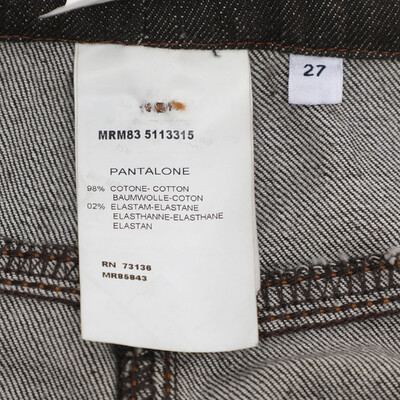 27
MRM83 5113315
PANTALONE
98% COTONE- COTTON
BAUMWOLLE-COTON
02% ELASTAM-ELASTANE
ELASTHANNE-ELASTHANE
ELASTAN
RN 73136
MR85843